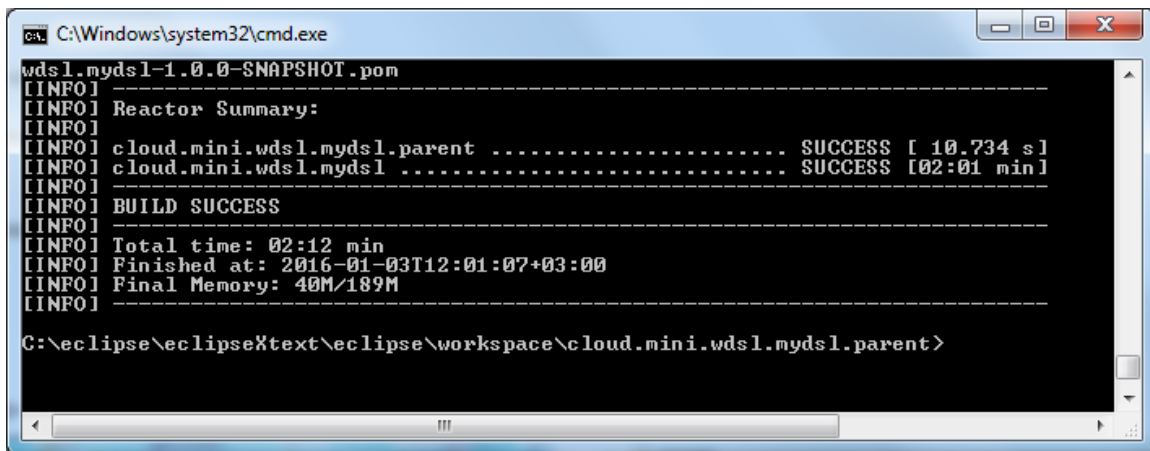 C:\Windows\system32\cmd.exe
wdsl.mydsl-1.0.0-SNAPSHOT.pom
[INFO] ------------------------------------------------------------------------
[INFO] Reactor Summary:
[INFO]
[INFO] cloud.mini.wdsl.mydsl.parent ....................... SUCCESS [ 10.734 s]
[INFO] cloud.mini.wdsl.mydsl .............................. SUCCESS [02:01 min]
[INFO] ------------------------------------------------------------------------
[INFO] BUILD SUCCESS
[INFO] ------------------------------------------------------------------------
[INFO] Total time: 02:12 min
[INFO] Finished at: 2016-01-03T12:01:07+03:00
[INFO] Final Memory: 40M/189M
[INFO] ------------------------------------------------------------------------
C:\eclipse\eclipseXtext\eclipse\workspace\cloud.mini.wdsl.mydsl.parent>